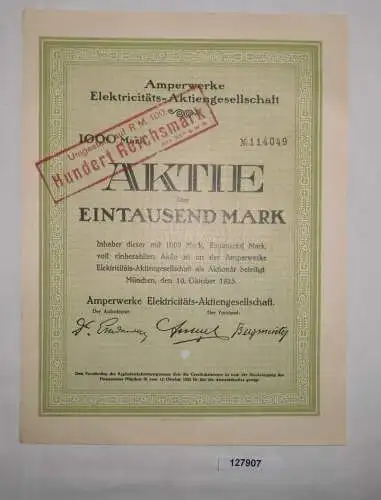 Amperwerke
Elektricitäts-Aktiengesellschaft
1000 Mark
№ 114049
Umgestellt auf R.M. 100.-
Hundert Reichsmark
AKTIE
über
EINTAUSEND MARK
Inhaber dieser mit 1000 Mark, Eintausend Mark,
voll einbezahlten Aktie ist an der Amperwerke
Elektricitäts-Aktiengesellschaft als Aktionär beteiligt
München, den 10. Oktober 1923.
Amperwerke Elektricitäts-Aktiengesellschaft.
Der Aufsichtsrat: Der Vorstand:
127907